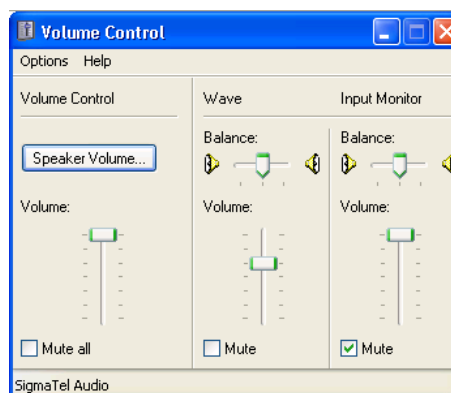 Volume Control
Options Help
Volume Control Wave Input Monitor
Balance: Balance:
Speaker Volume...
Volume: Volume: Volume:
Mute all Mute Mute
SigmaTel Audio